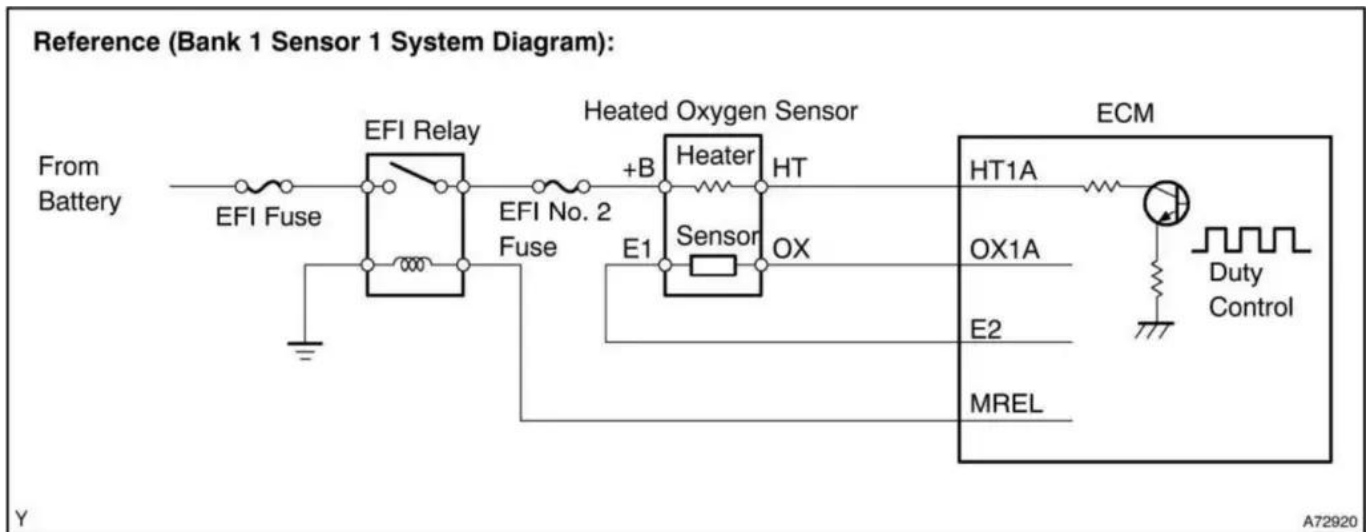 Reference (Bank 1 Sensor 1 System Diagram):
Heated Oxygen Sensor
ECM
EFI Relay
From
Battery
EFI Fuse
EFI No. 2
Fuse
+B
Heater
HT
HT1A
E1
Sensor
OX
OX1A
Duty
Control
E2
MREL
Y
A72920